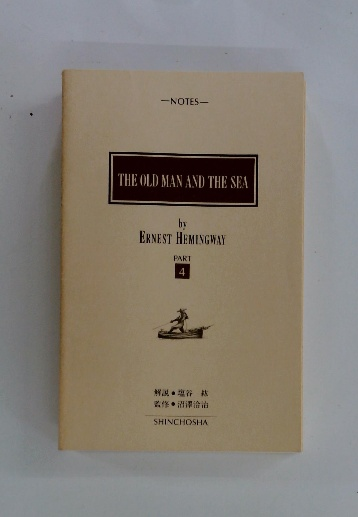 —NOTES—
THE OLD MAN AND THE SEA
by
ERNEST HEMINGWAY
PART
4
解説●塩谷 紘
監修●沼澤洽治
SHINCHOSHA